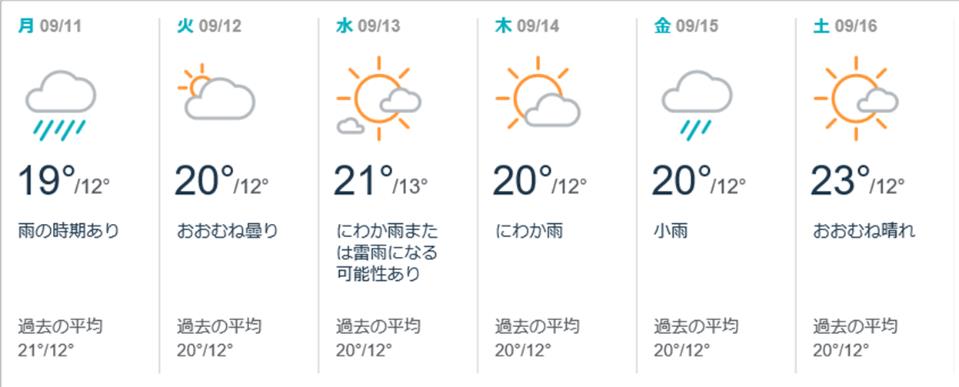 月 09/11
19°/12°
雨の時期あり
過去の平均
21°/12°
火 09/12
20°/12°
おおむね曇り
過去の平均
20°/12°
水 09/13
21°/13°
にわか雨また
は雷雨になる
可能性あり
過去の平均
20°/12°
木 09/14
20°/12°
にわか雨
過去の平均
20°/12°
金 09/15
20°/12°
小雨
過去の平均
20°/12°
土 09/16
23°/12°
おおむね晴れ
過去の平均
20°/12°